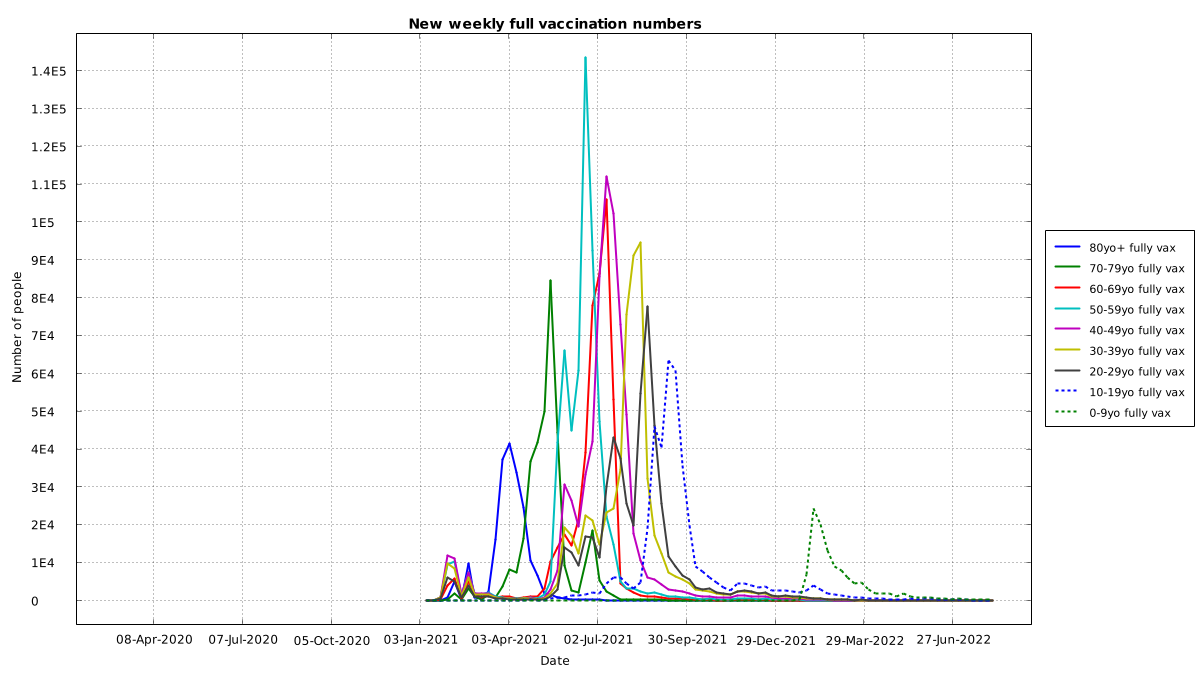 New weekly full vaccination numbers
1.4E5
1.3E5
1.2E5
1.1E5
1E5
9E4
8E4
7E4
6E4
5E4
4E4
3E4
2E4
1E4
0
Number of people
08-Apr-2020 07-Jul-2020 05-Oct-2020 03-Jan-2021 03-Apr-2021 02-Jul-2021 30-Sep-2021 29-Dec-2021 29-Mar-2022 27-Jun-2022
Date
80yo+ fully vax
70-79yo fully vax
60-69yo fully vax
50-59yo fully vax
40-49yo fully vax
30-39yo fully vax
20-29yo fully vax
10-19yo fully vax
0-9yo fully vax